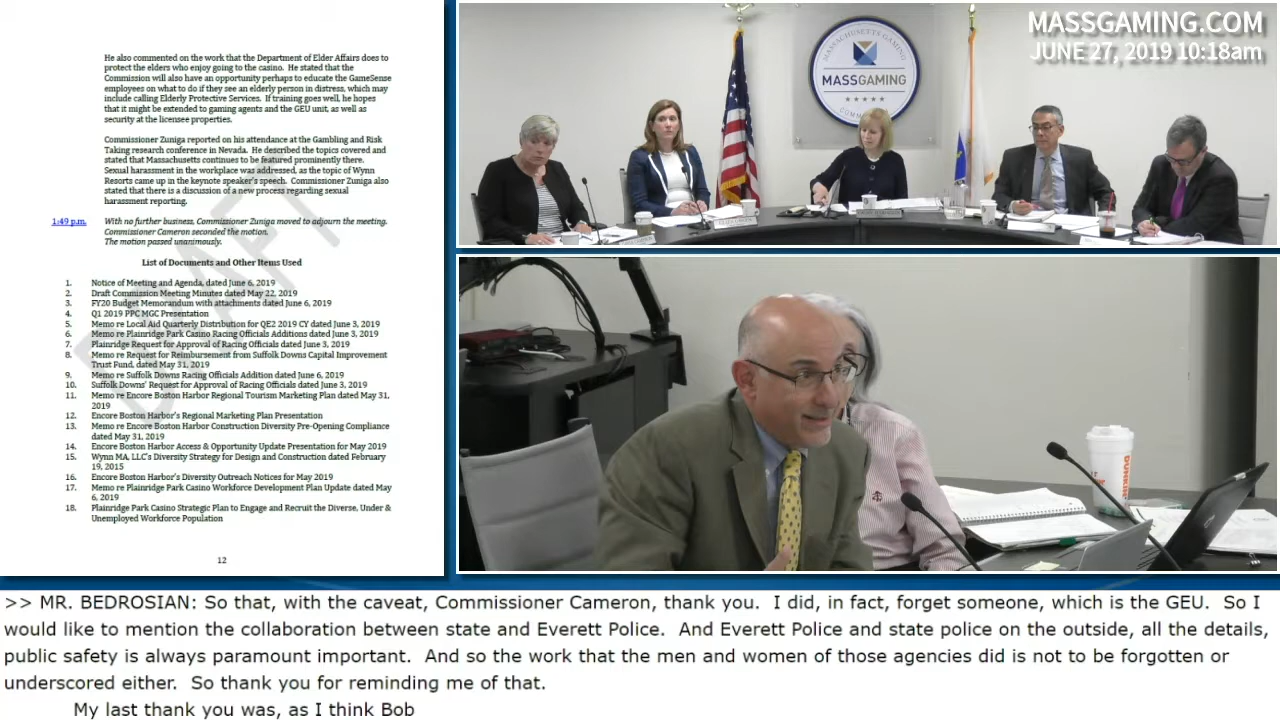 He also commented on the work that the Department of Elder Affairs does to
protect the elders who enjoy going to the casino. He stated that the
Commission will also have an opportunity perhaps to educate the GameSense
employees on what to do if they see an elderly person in distress, which may
include calling Elderly Protective Services. If training goes well, he hopes
that it might be extended to gaming agents and the GEU unit, as well as
security at the licensee properties.
Commissioner Zuniga reported on his attendance at the Gambling and Risk
Taking research conference in Nevada. He described the topics covered and
stated that Massachusetts continues to be featured prominently there.
Sexual harassment in the workplace was addressed, as the topic of Wynn
Resorts came up in the keynote speaker's speech. Commissioner Zuniga also
stated that there is a discussion of a new process regarding sexual
harassment reporting.
1:49 p.m. With no further business, Commissioner Zuniga moved to adjourn the meeting.
Commissioner Cameron seconded the motion.
The motion passed unanimously.
List of Documents and Other Items Used
1. Notice of Meeting and Agenda, dated June 6, 2019
2. Draft Commission Meeting Minutes dated May 22, 2019
3. FY20 Budget Memorandum with attachments dated June 6, 2019
4. Q1 2019 PPC MGC Presentation
5. Memo re Local Aid Quarterly Distribution for QE2 2019 CY dated June 3, 2019
6. Memo re Plainridge Park Casino Racing Officials Additions dated June 3, 2019
7. Plainridge Request for Approval of Racing Officials dated June 3, 2019
8. Memo re Request for Reimbursement from Suffolk Downs Capital Improvement
Trust Fund, dated May 31, 2019
9. Memo re Suffolk Downs Racing Officials Addition dated June 6, 2019
10. Suffolk Downs' Request for Approval of Racing Officials dated June 3, 2019
11. Memo re Encore Boston Harbor Regional Tourism Marketing Plan dated May 31,
2019
12. Encore Boston Harbor's Regional Marketing Plan Presentation
13. Memo re Encore Boston Harbor Construction Diversity Pre-Opening Compliance
dated May 31, 2019
14. Encore Boston Harbor Access & Opportunity Update Presentation for May 2019
15. Wynn MA, LLC's Diversity Strategy for Design and Construction dated February
19, 2015
16. Encore Boston Harbor's Diversity Outreach Notices for May 2019
17. Memo re Plainridge Park Casino Workforce Development Plan Update dated May
6, 2019
18. Plainridge Park Casino Strategic Plan to Engage and Recruit the Diverse, Under &
Unemployed Workforce Population
12
DRAFT
MASSGAMING.COM
JUNE 27, 2019 10:18am
MASSACHUSETTS GAMING
MASSGAMING
DUNKIN
>> MR. BEDROSIAN: So that, with the caveat, Commissioner Cameron, thank you. I did, in fact, forget someone, which is the GEU. So I
would like to mention the collaboration between state and Everett Police. And Everett Police and state police on the outside, all the details,
public safety is always paramount important. And so the work that the men and women of those agencies did is not to be forgotten or
underscored either. So thank you for reminding me of that.
My last thank you was, as I think Bob